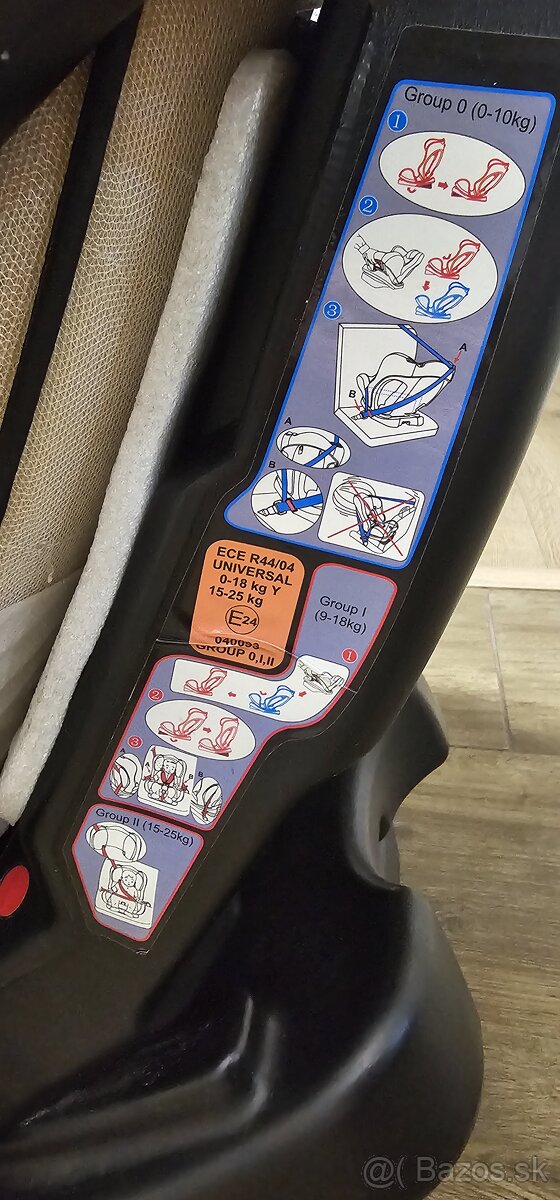 Group 0 (0-10kg)
1
2
3
A
B
A
B
ECE R44/04
UNIVERSAL
0-18 kg Y
15-25 kg
E24
040093
GROUP 0,I,II
Group I
(9-18kg)
1
2
3
A
B
B
Group II (15-25kg)
@( Bazos.sk